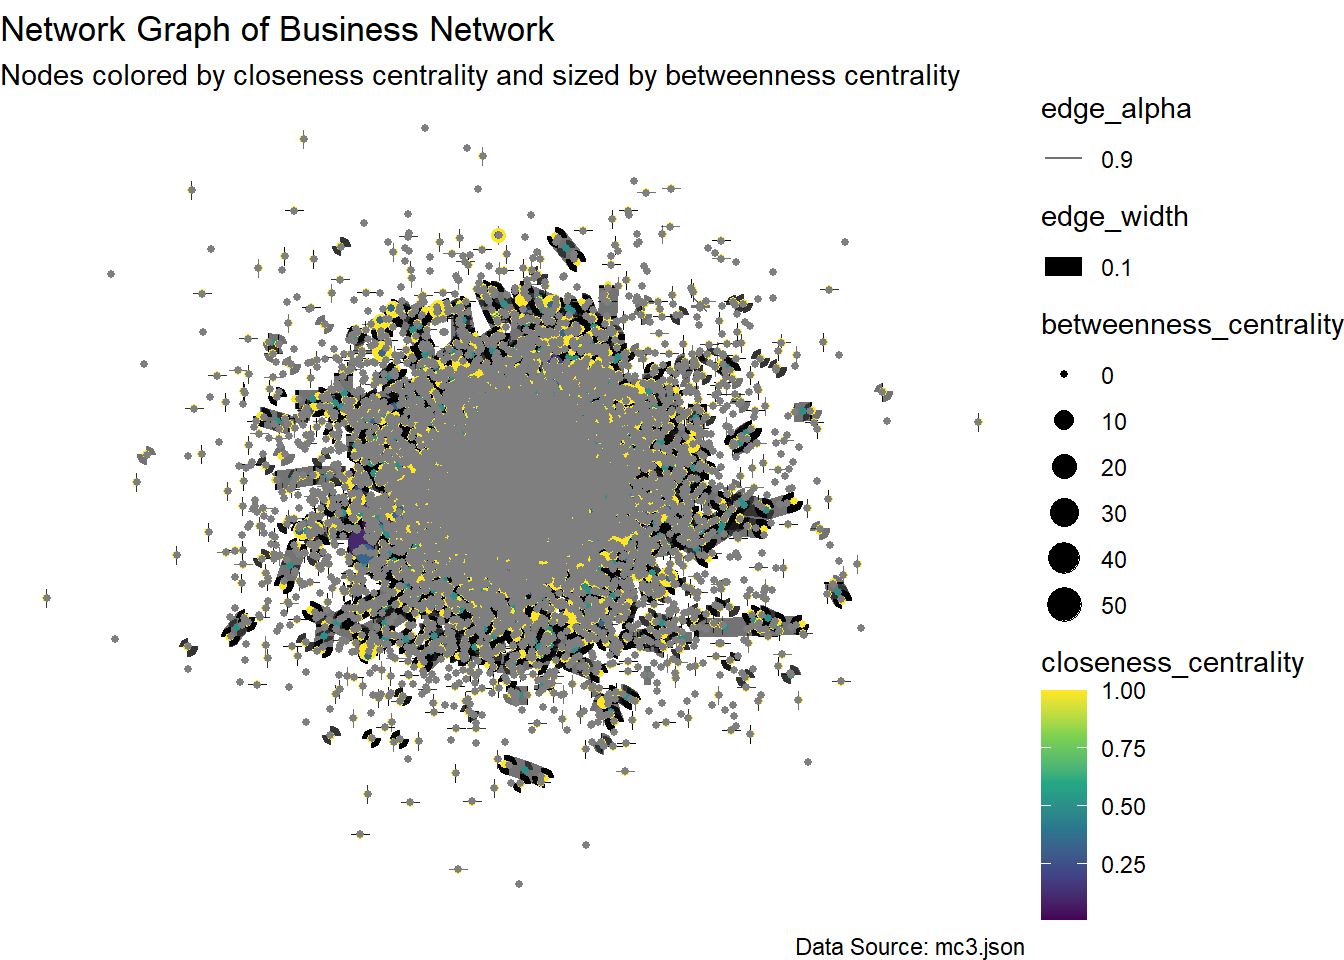 Network Graph of Business Network
Nodes colored by closeness centrality and sized by betweenness centrality
edge_alpha
0.9
edge_width
0.1
betweenness_centrality
0
10
20
30
40
50
closeness_centrality
1.00
0.75
0.50
0.25
Data Source: mc3.json